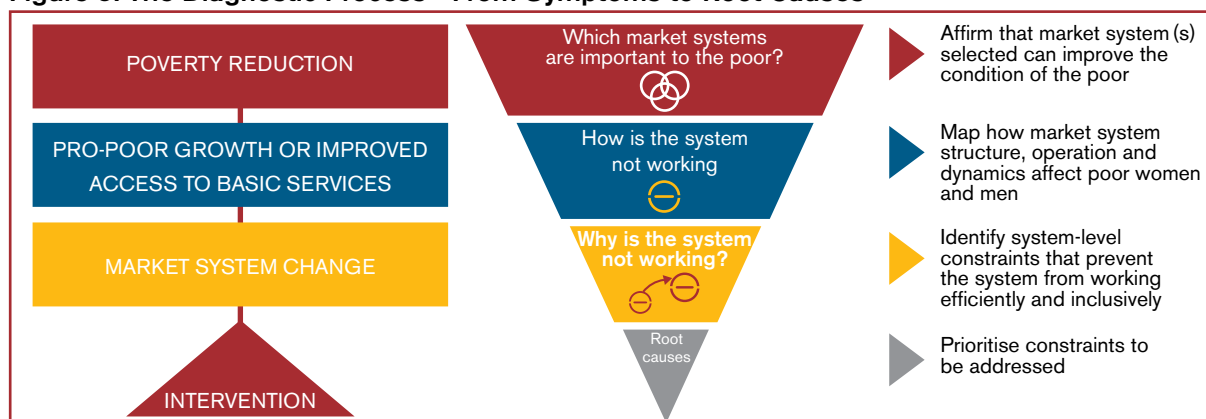 POVERTY REDUCTION
PRO-POOR GROWTH OR IMPROVED
ACCESS TO BASIC SERVICES
MARKET SYSTEM CHANGE
INTERVENTION
Which market systems
are important to the poor?
How is the system
not working
Why is the system
not working?
Root
causes
Affirm that market system (s)
selected can improve the
condition of the poor
Map how market system
structure, operation and
dynamics affect poor women
and men
Identify system-level
constraints that prevent
the system from working
efficiently and inclusively
Prioritise constraints to
be addressed